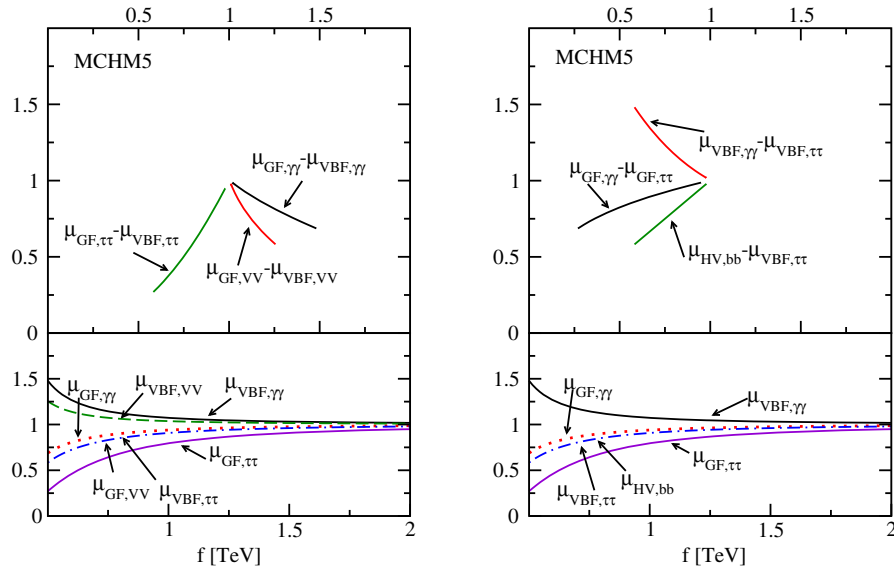 0.5 1 1.5
MCHM5
1.5
1
0.5
0
μGF,γγ-μVBF,γγ
μGF,ττ-μVBF,ττ
μGF,VV-μVBF,VV
1.5
1
0.5
0
μGF,γγ
μVBF,VV
μVBF,γγ
μGF,VV
μVBF,ττ
μGF,ττ
1 1.5 2
f [TeV]
0.5 1 1.5
MCHM5
1.5
1
0.5
0
μVBF,γγ-μVBF,ττ
μGF,γγ-μGF,ττ
μHV,bb-μVBF,ττ
1.5
1
0.5
0
μGF,γγ
μVBF,γγ
μVBF,ττ
μHV,bb
μGF,ττ
1 1.5 2
f [TeV]